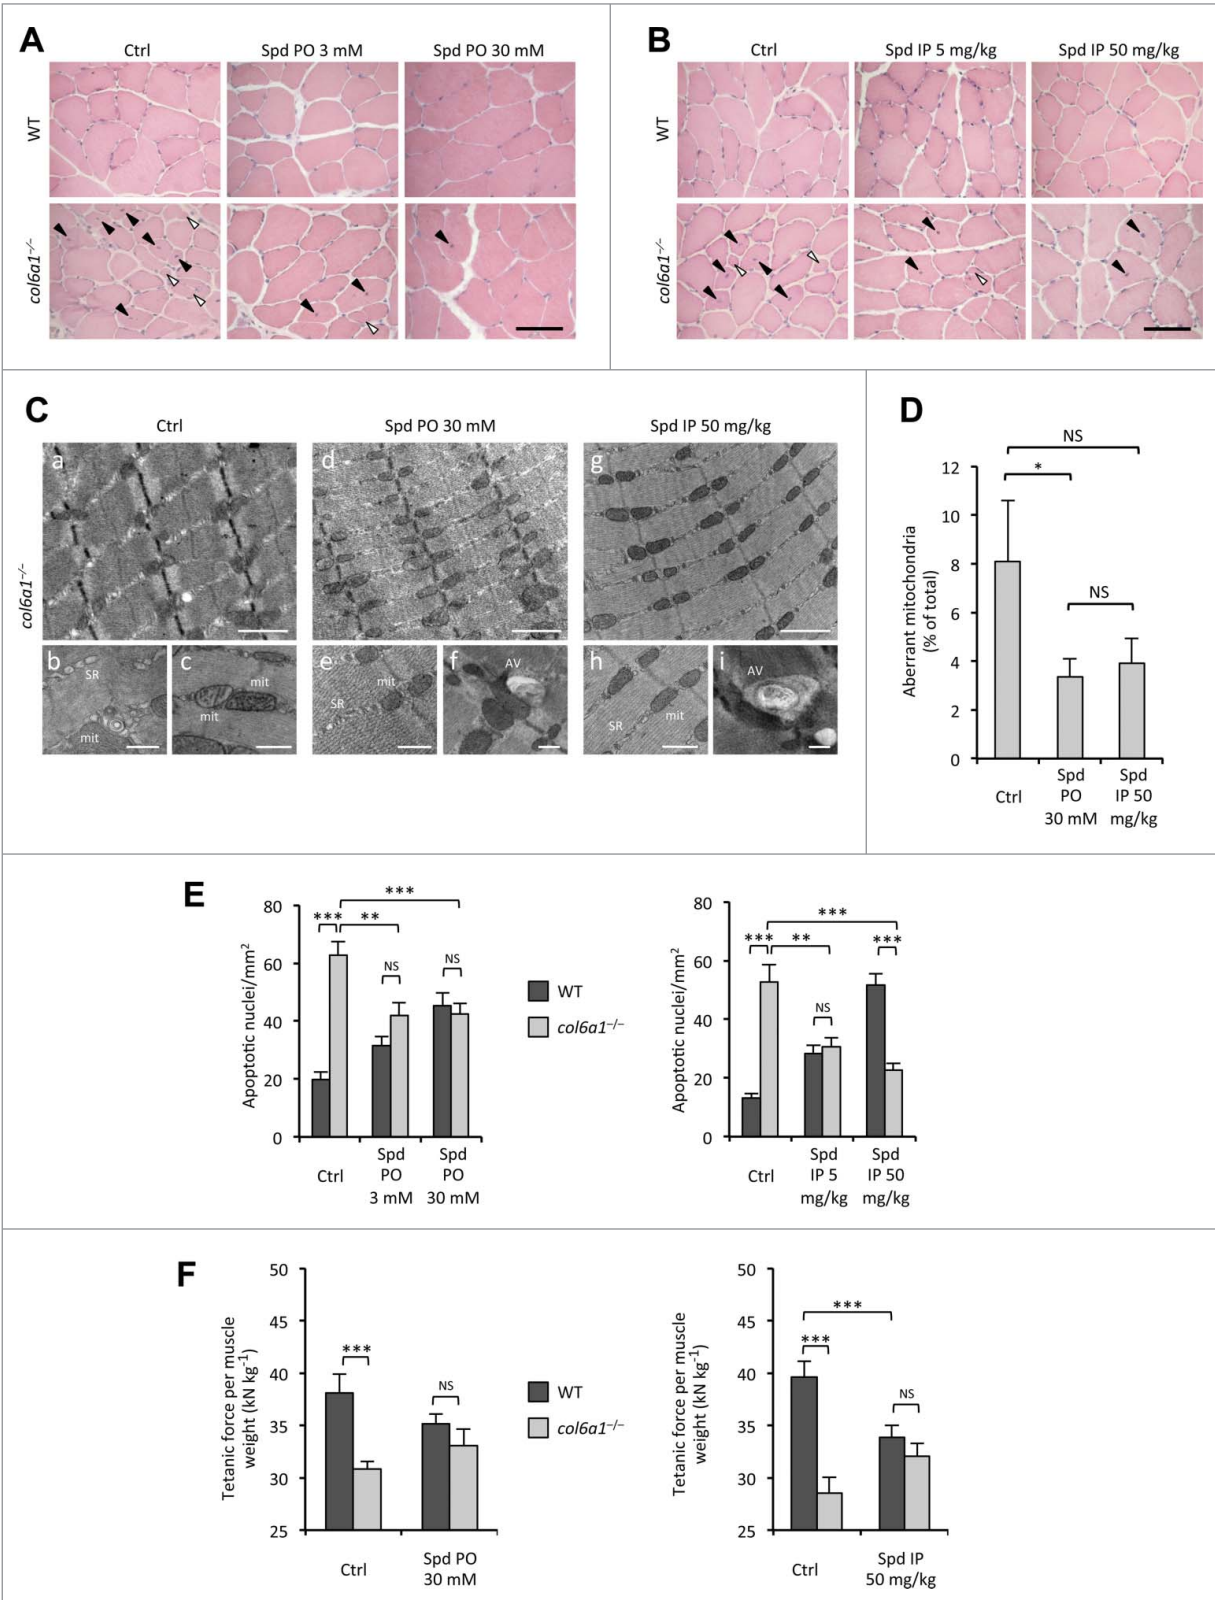 A
Ctrl
Spd PO 3 mM
Spd PO 30 mM
WT
col6a1–/–
B
Ctrl
Spd IP 5 mg/kg
Spd IP 50 mg/kg
WT
col6a1–/–
C
Ctrl
Spd PO 30 mM
Spd IP 50 mg/kg
col6a1–/–
a
d
g
b
SR
mit
c
mit
mit
e
mit
SR
f
AV
h
SR
mit
i
AV
D
NS
*
NS
Aberrant mitochondria
(% of total)
12
10
8
6
4
2
0
Ctrl
Spd
PO
30 mM
Spd
IP 50
mg/kg
E
***
***
**
NS
NS
Apoptotic nuclei/mm2
80
60
40
20
0
Ctrl
Spd
PO
3 mM
Spd
PO
30 mM
WT
col6a1–/–
***
***
**
***
NS
Apoptotic nuclei/mm2
80
60
40
20
0
Ctrl
Spd
IP 5
mg/kg
Spd
IP 50
mg/kg
F
***
NS
Tetanic force per muscle
weight (kN kg-1)
50
45
40
35
30
25
Ctrl
Spd PO
30 mM
WT
col6a1–/–
***
***
NS
Tetanic force per muscle
weight (kN kg-1)
50
45
40
35
30
25
Ctrl
Spd IP
50 mg/kg